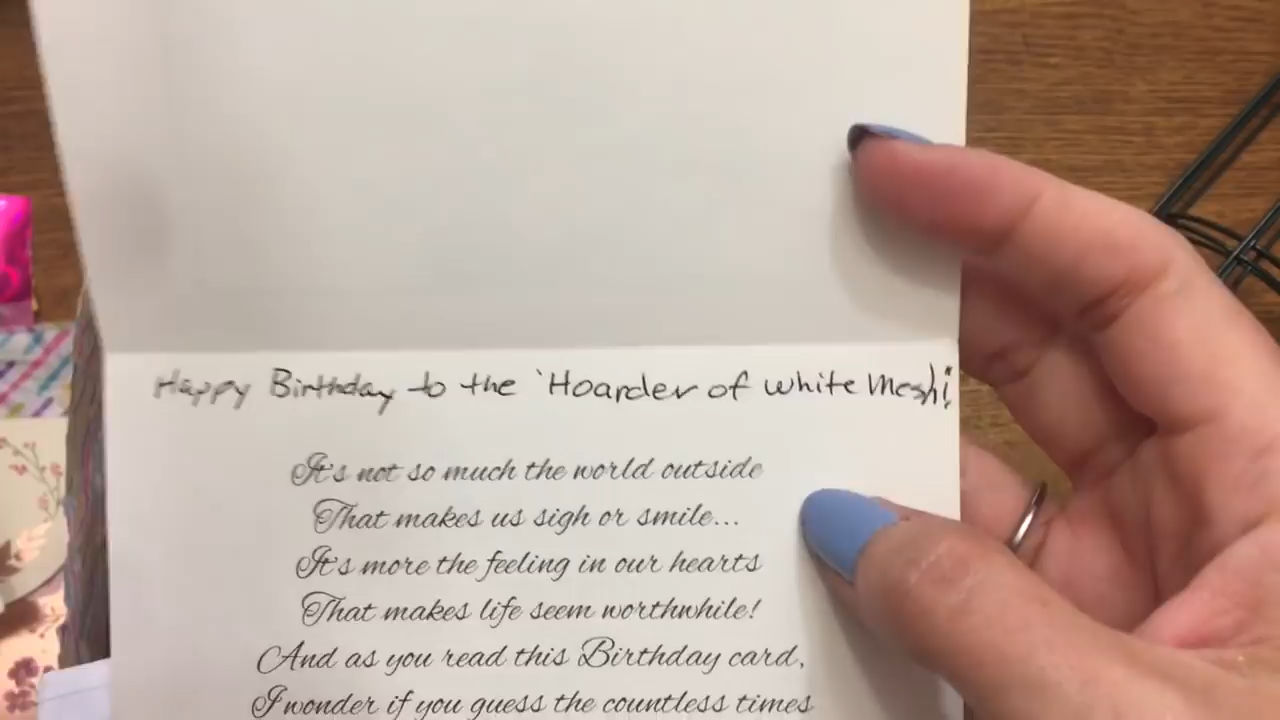 Happy Birthday to the 'Hoarder of white Mesh!'
It's not so much the world outside
That makes us sigh or smile...
It's more the feeling in our hearts
That makes life seem worthwhile!
And as you read this Birthday card,
I wonder if you guess the countless times